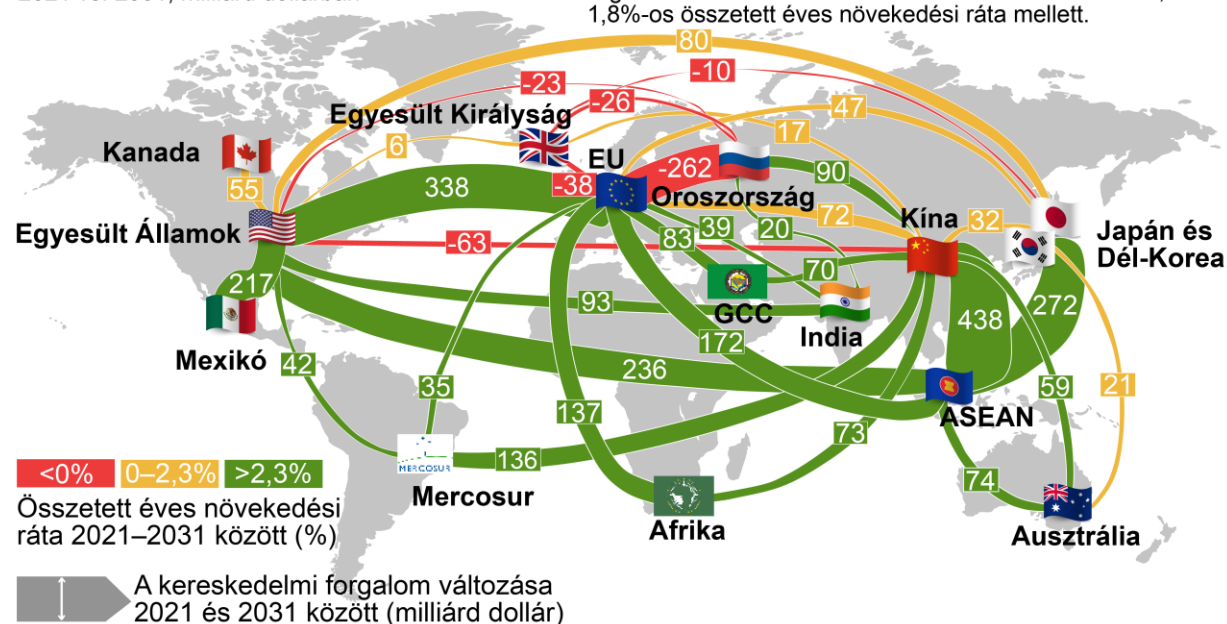 1,8%-os összetett éves növekedési ráta mellett.
80
-23
-10
Egyesült Királyság
-26
47
6
17
Kanada
EU
-262
90
55
338
-38
Oroszország
Egyesült Államok
72
Kína
32
Japán és
Dél-Korea
-63
83
39
20
70
217
93
GCC
India
438
272
Mexikó
172
42
236
35
59
21
ASEAN
137
73
<0%
0–2,3%
>2,3%
MERCOSUR
136
74
Összetett éves növekedési
ráta 2021–2031 között (%)
Mercosur
Afrika
Ausztrália
A kereskedelmi forgalom változása
2021 és 2031 között (milliárd dollár)